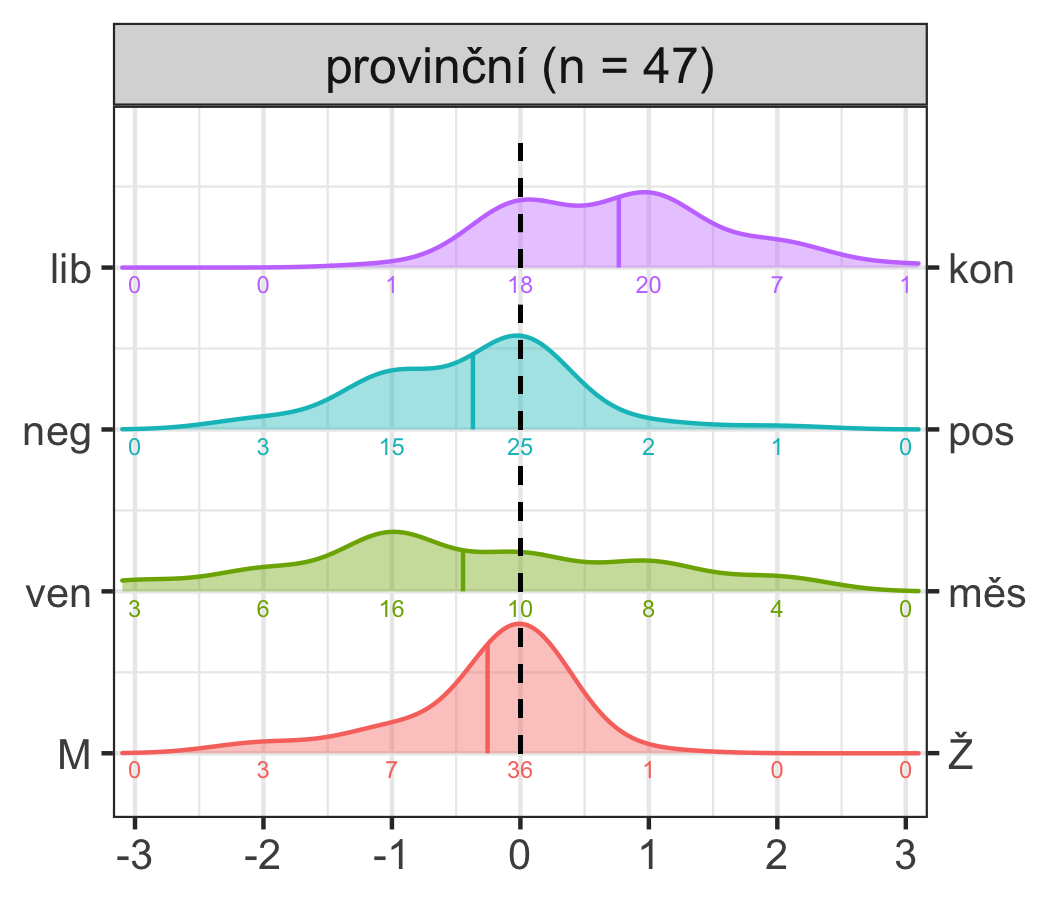 provinční (n = 47)
lib kon
0 0 1 18 20 7 1
neg pos
0 3 15 25 2 1 0
ven měs
3 6 16 10 8 4 0
M Ž
0 3 7 36 1 0 0
-3 -2 -1 0 1 2 3